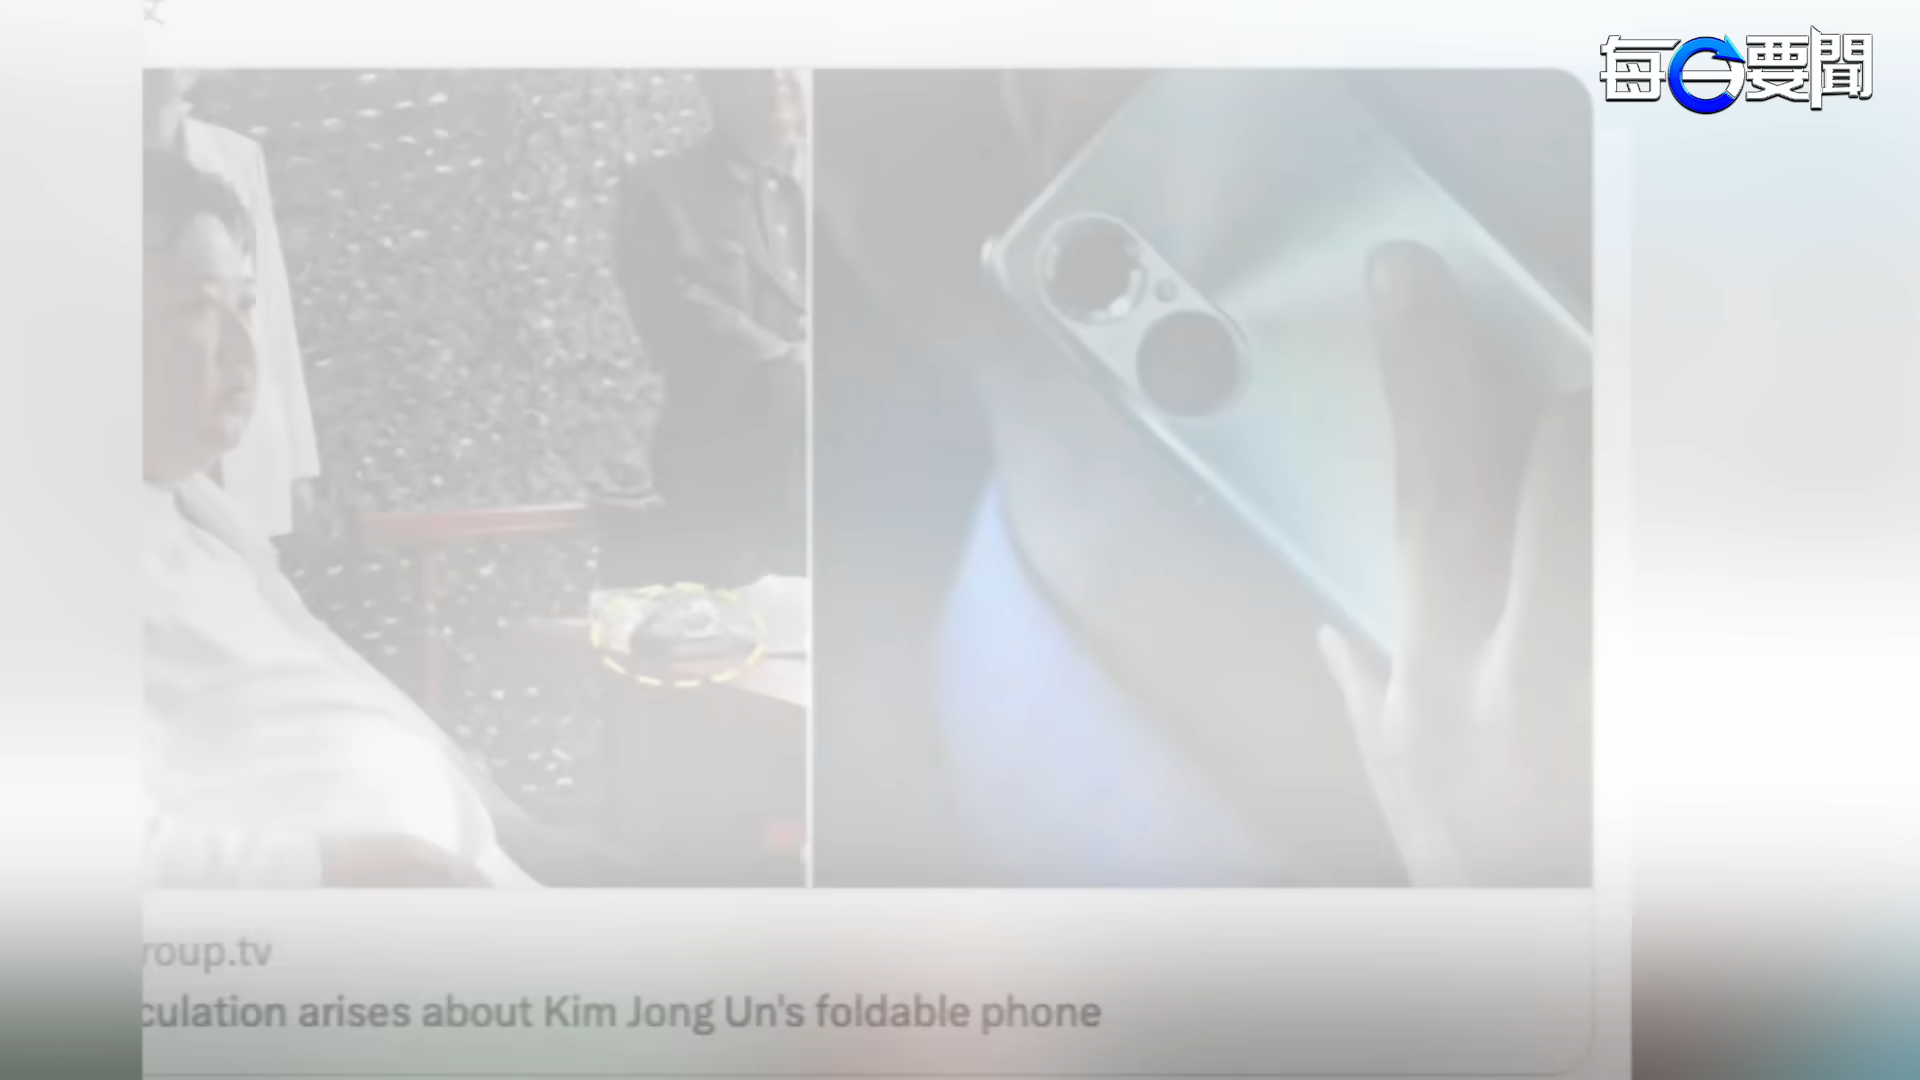 每日要聞
roup.tv
culation arises about Kim Jong Un's foldable phone